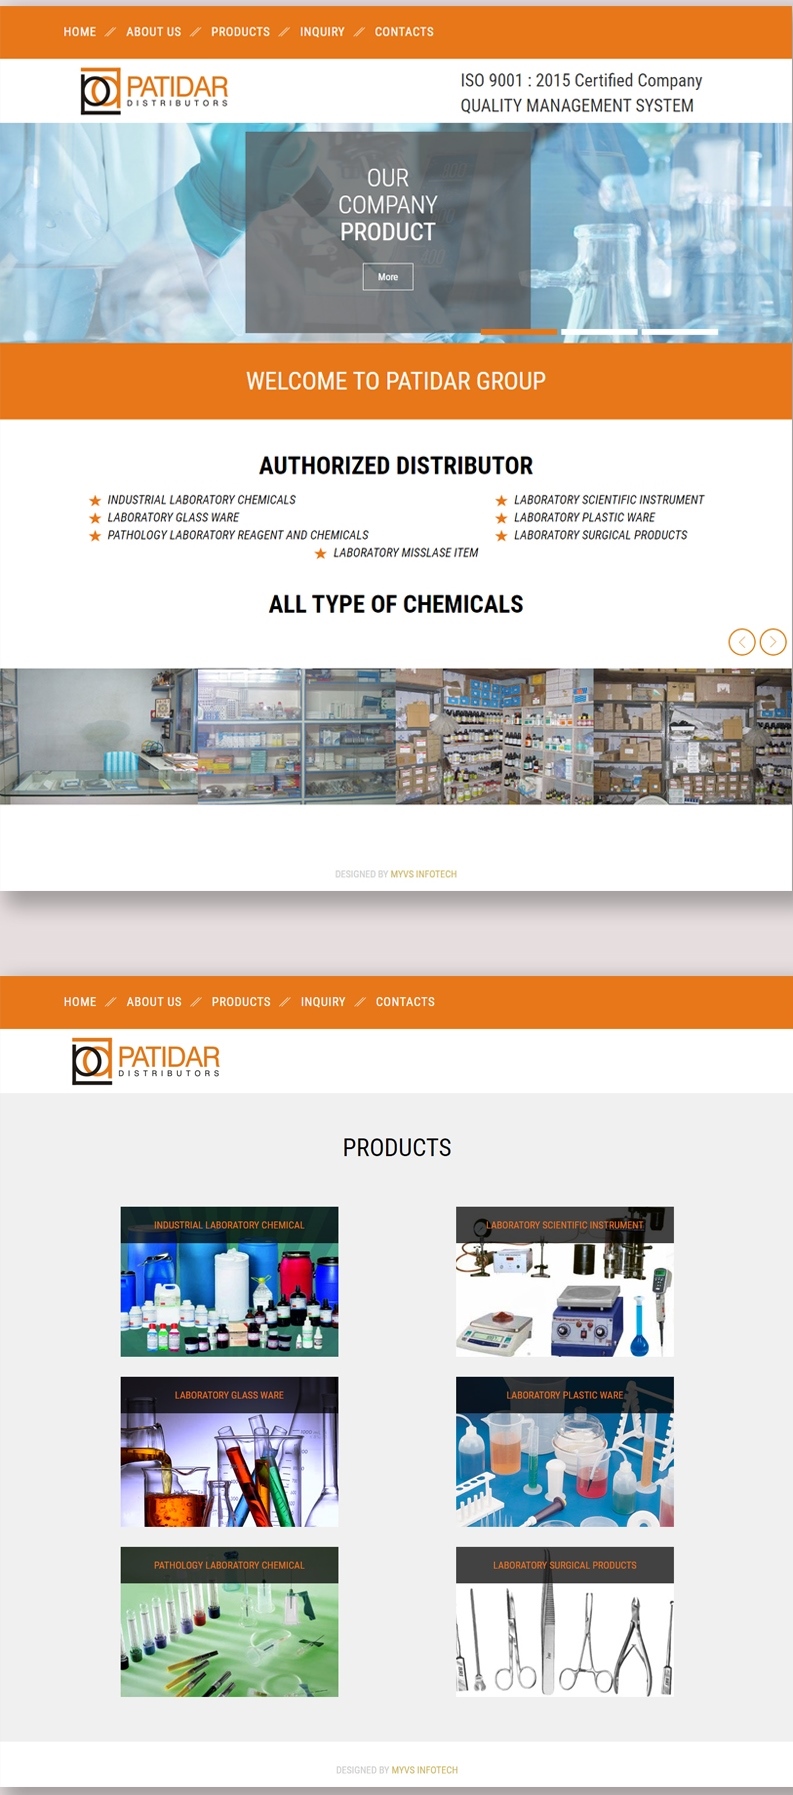 HOME // ABOUT US // PRODUCTS // INQUIRY // CONTACTS
PATIDAR
DISTRIBUTORS
ISO 9001 : 2015 Certified Company
QUALITY MANAGEMENT SYSTEM
OUR
COMPANY
PRODUCT
More
WELCOME TO PATIDAR GROUP
AUTHORIZED DISTRIBUTOR
INDUSTRIAL LABORATORY CHEMICALS
LABORATORY GLASS WARE
PATHOLOGY LABORATORY REAGENT AND CHEMICALS
LABORATORY SCIENTIFIC INSTRUMENT
LABORATORY PLASTIC WARE
LABORATORY SURGICAL PRODUCTS
LABORATORY MISSLASE ITEM
ALL TYPE OF CHEMICALS
DESIGNED BY MYVS INFOTECH
HOME // ABOUT US // PRODUCTS // INQUIRY // CONTACTS
PATIDAR
DISTRIBUTORS
PRODUCTS
INDUSTRIAL LABORATORY CHEMICAL
LABORATORY SCIENTIFIC INSTRUMENT
LABORATORY GLASS WARE
LABORATORY PLASTIC WARE
PATHOLOGY LABORATORY CHEMICAL
LABORATORY SURGICAL PRODUCTS
DESIGNED BY MYVS INFOTECH